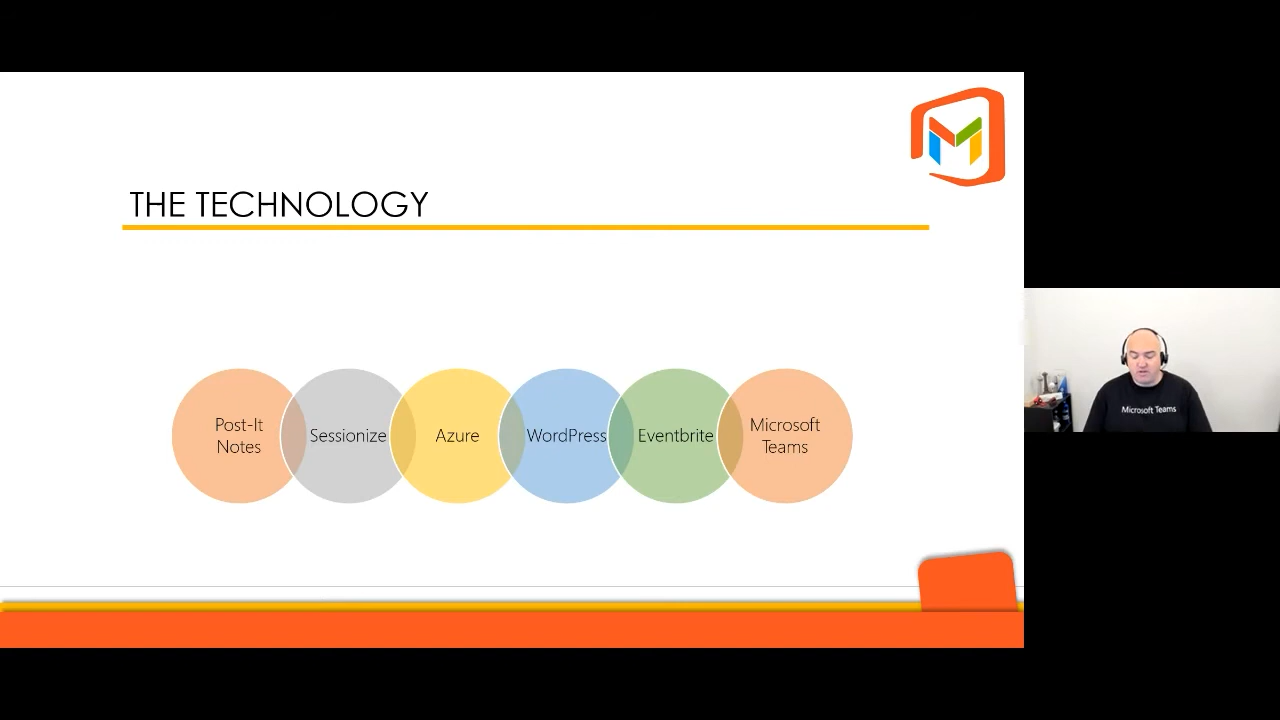 THE TECHNOLOGY
Post-It
Notes
Sessionize
Azure
WordPress
Eventbrite
Microsoft
Teams
Microsoft Teams